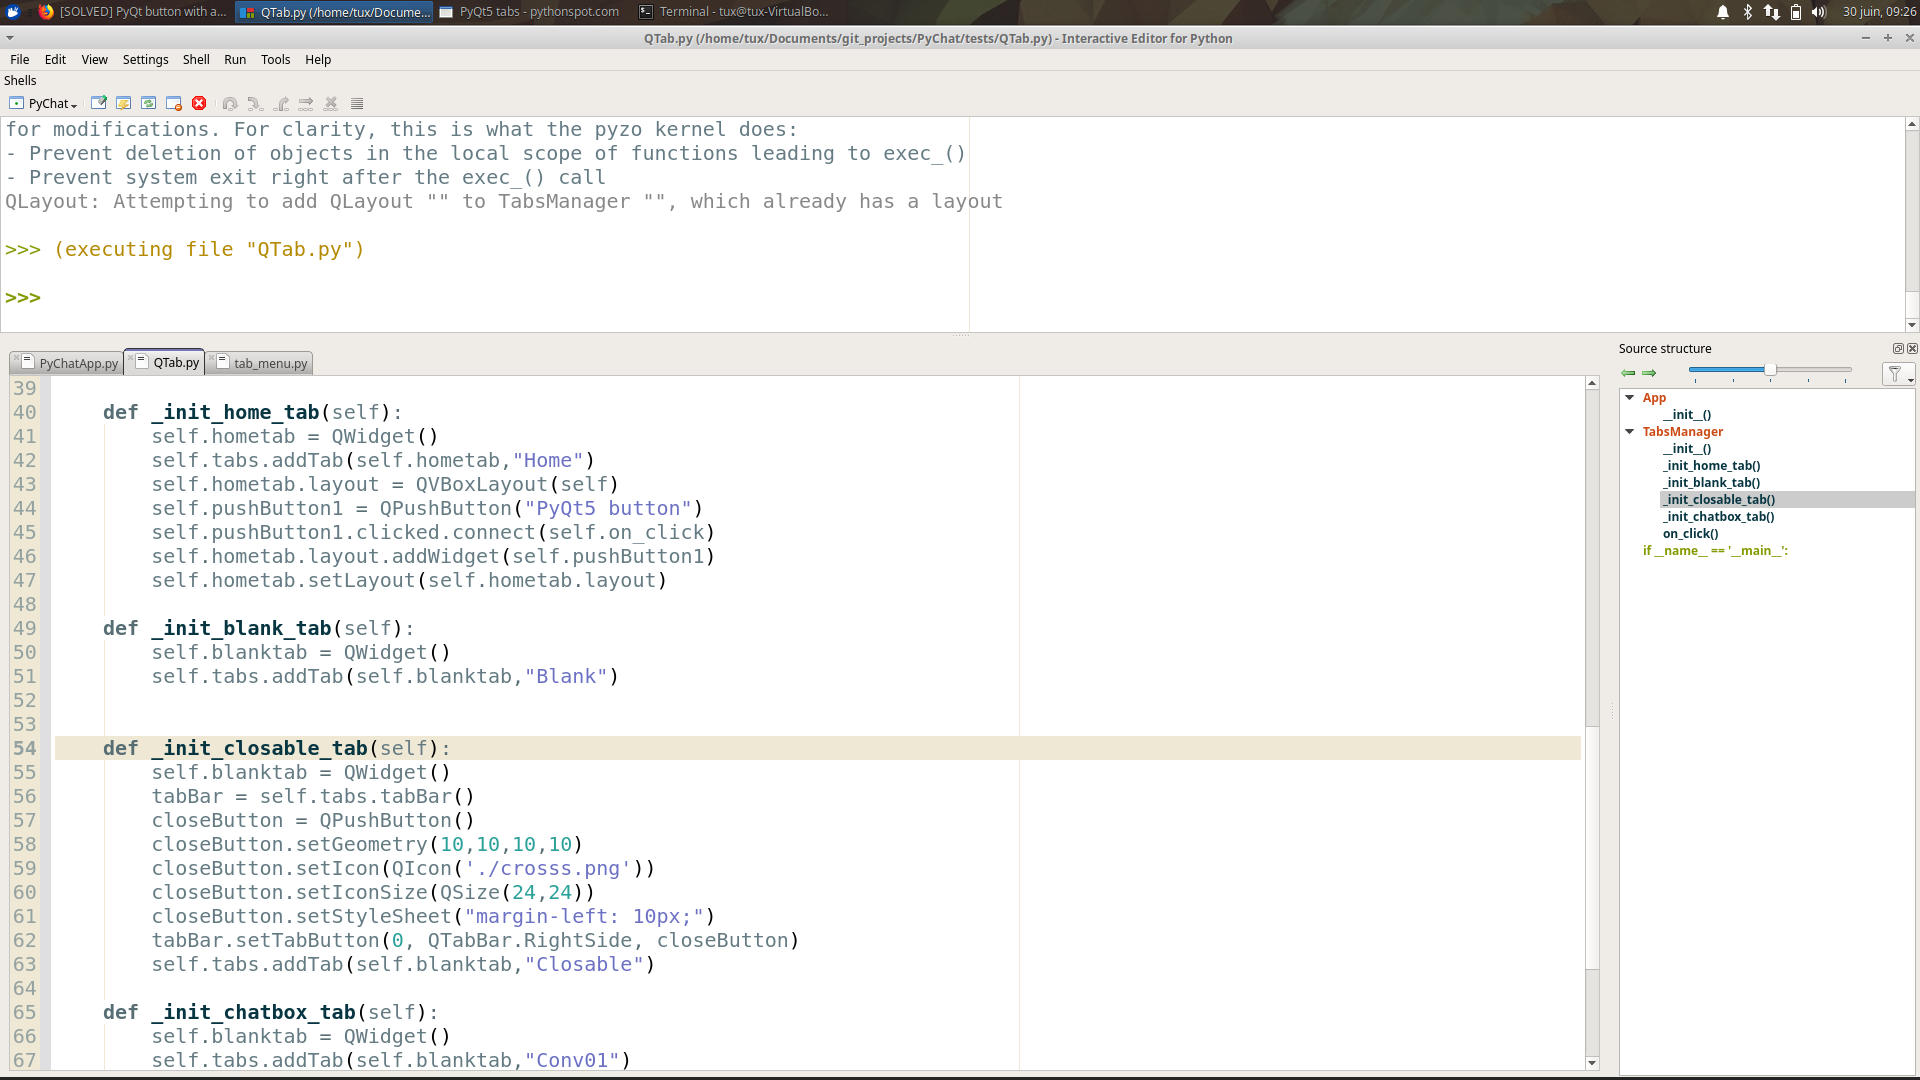 [SOLVED] PyQt button with a...
QTab.py (/home/tux/Docume...
PyQt5 tabs - pythonspot.com
Terminal - tux@tux-VirtualBo...
30 juin, 09:26
QTab.py (/home/tux/Documents/git_projects/PyChat/tests/QTab.py) - Interactive Editor for Python
File Edit View Settings Shell Run Tools Help
Shells
PyChat
for modifications. For clarity, this is what the pyzo kernel does:
- Prevent deletion of objects in the local scope of functions leading to exec_()
- Prevent system exit right after the exec_() call
QLayout: Attempting to add QLayout "" to TabsManager "", which already has a layout
>>> (executing file "QTab.py")
>>>
PyChatApp.py QTab.py tab_menu.py
39
40 def _init_home_tab(self):
41 self.hometab = QWidget()
42 self.tabs.addTab(self.hometab,"Home")
43 self.hometab.layout = QVBoxLayout(self)
44 self.pushButton1 = QPushButton("PyQt5 button")
45 self.pushButton1.clicked.connect(self.on_click)
46 self.hometab.layout.addWidget(self.pushButton1)
47 self.hometab.setLayout(self.hometab.layout)
48
49 def _init_blank_tab(self):
50 self.blanktab = QWidget()
51 self.tabs.addTab(self.blanktab,"Blank")
52
53
54 def _init_closable_tab(self):
55 self.blanktab = QWidget()
56 tabBar = self.tabs.tabBar()
57 closeButton = QPushButton()
58 closeButton.setGeometry(10,10,10,10)
59 closeButton.setIcon(QIcon('./crosss.png'))
60 closeButton.setIconSize(QSize(24,24))
61 closeButton.setStyleSheet("margin-left: 10px;")
62 tabBar.setTabButton(0, QTabBar.RightSide, closeButton)
63 self.tabs.addTab(self.blanktab,"Closable")
64
65 def _init_chatbox_tab(self):
66 self.blanktab = QWidget()
67 self.tabs.addTab(self.blanktab,"Conv01")
Source structure
App
__init__()
TabsManager
__init__()
_init_home_tab()
_init_blank_tab()
_init_closable_tab()
_init_chatbox_tab()
on_click()
if __name__ == '__main__':